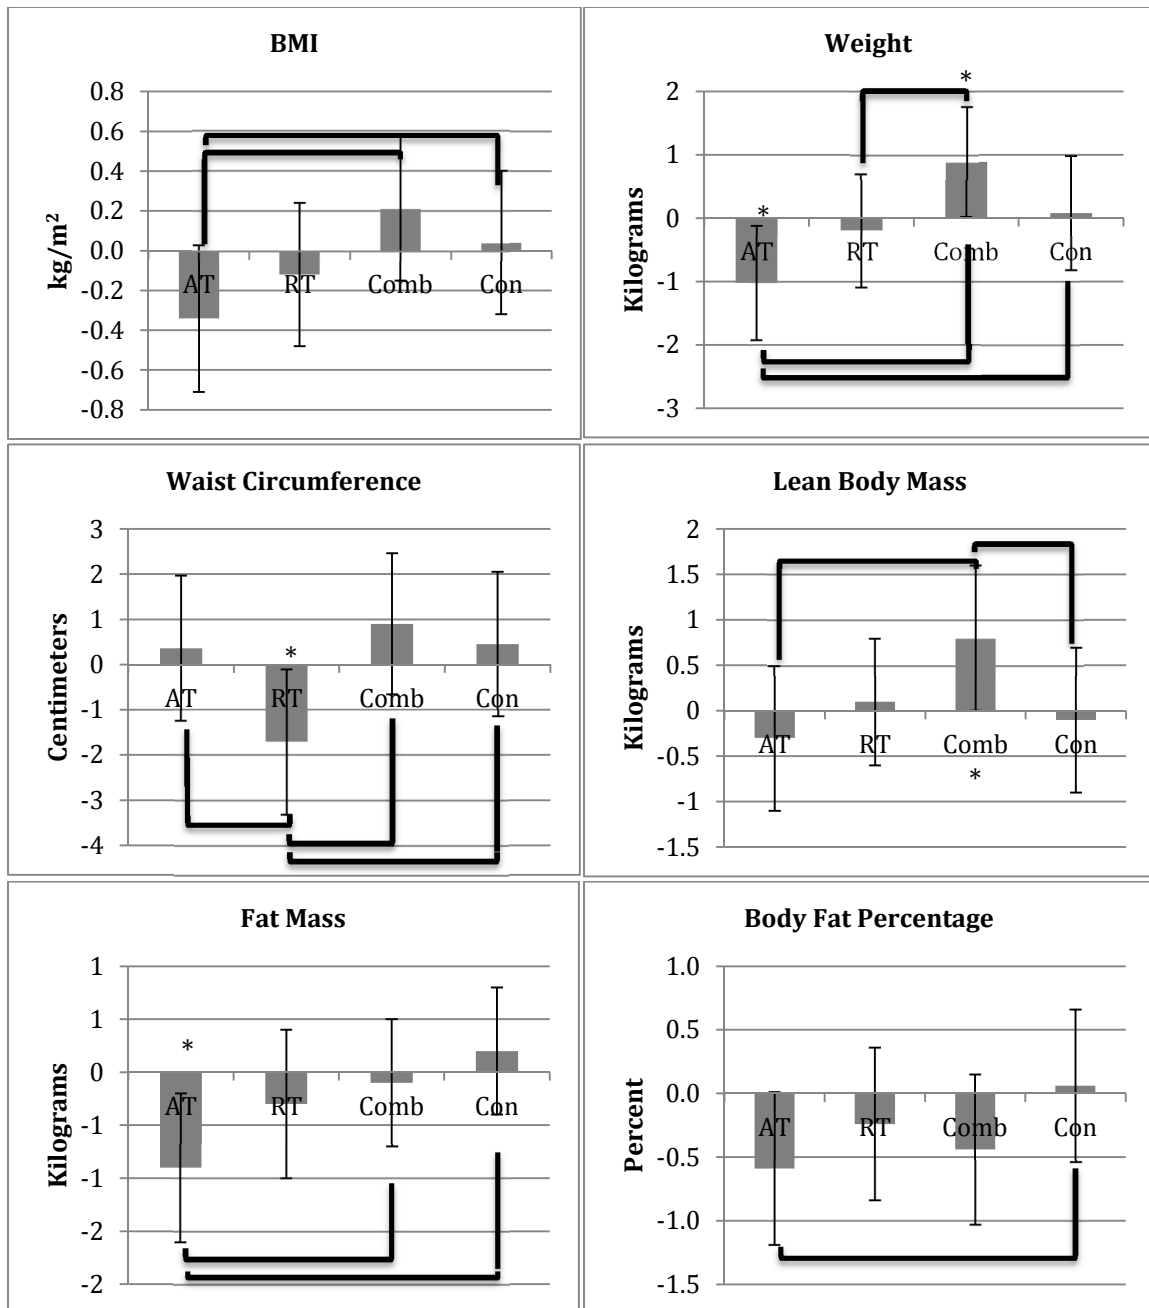 BMI
kg/m²
0.8
0.6
0.4
0.2
0.0
-0.2
-0.4
-0.6
-0.8
AT RT Comb Con
Weight
Kilograms
2
1
0
-1
-2
-3
*
*
AT RT Comb Con
Waist Circumference
Centimeters
3
2
1
0
-1
-2
-3
-4
*
AT RT Comb Con
Lean Body Mass
Kilograms
2
1.5
1
0.5
0
-0.5
-1
-1.5
AT RT Comb Con
*
Fat Mass
Kilograms
1
1
0
-1
-1
-2
-2
*
AT RT Comb Con
Body Fat Percentage
Percent
1.0
0.5
0.0
-0.5
-1.0
-1.5
AT RT Comb Con